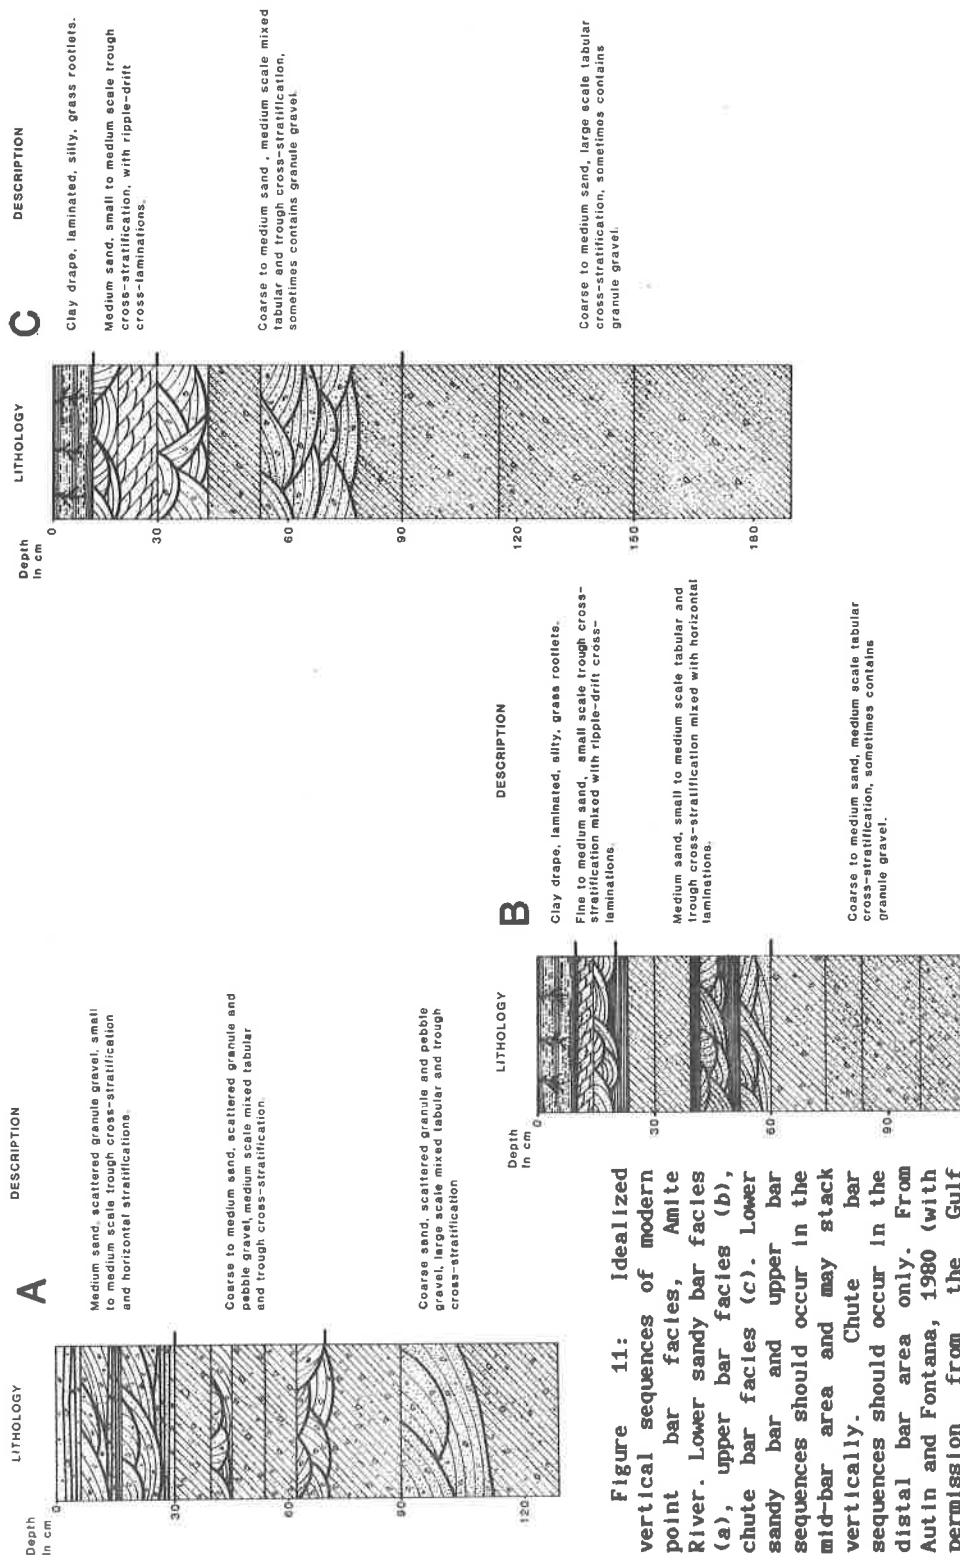 A
Depth
In cm
LITHOLOGY
DESCRIPTION
0
30
60
90
120
Medium sand, scattered granule gravel, small
to medium scale trough cross-stratification
and horizontal stratifications.
Coarse to medium sand, scattered granule and
pebble gravel, medium scale mixed tabular
and trough cross-stratification.
Coarse sand, scattered granule and pebble
gravel, large scale mixed tabular and trough
cross-stratification
B
Depth
In cm
LITHOLOGY
DESCRIPTION
0
30
60
90
Clay drape, laminated, silty, grass rootlets.
Fine to medium sand, small scale trough cross-
stratification mixed with ripple-drift cross-
laminations.
Medium sand, small to medium scale tabular and
trough cross-stratification mixed with horizontal
laminations.
Coarse to medium sand, medium scale tabular
cross-stratification, sometimes contains
granule gravel.
C
Depth
In cm
LITHOLOGY
DESCRIPTION
0
30
60
90
120
150
180
Clay drape, laminated, silty, grass rootlets.
Medium sand, small to medium scale trough
cross-stratification, with ripple-drift
cross-laminations.
Coarse to medium sand, medium scale mixed
tabular and trough cross-stratification,
sometimes contains granule gravel.
Coarse to medium sand, large scale tabular
cross-stratification, sometimes contains
granule gravel.
Figure 11: Idealized
vertical sequences of modern
point bar facies, Amite
River. Lower sandy bar facies
(a), upper bar facies (b),
chute bar facies (c). Lower
sandy bar and upper bar
sequences should occur in the
mid-bar area and may stack
vertically. Chute bar
sequences should occur in the
distal bar area only. From
Autin and Fontana, 1980 (with
permission from the Gulf